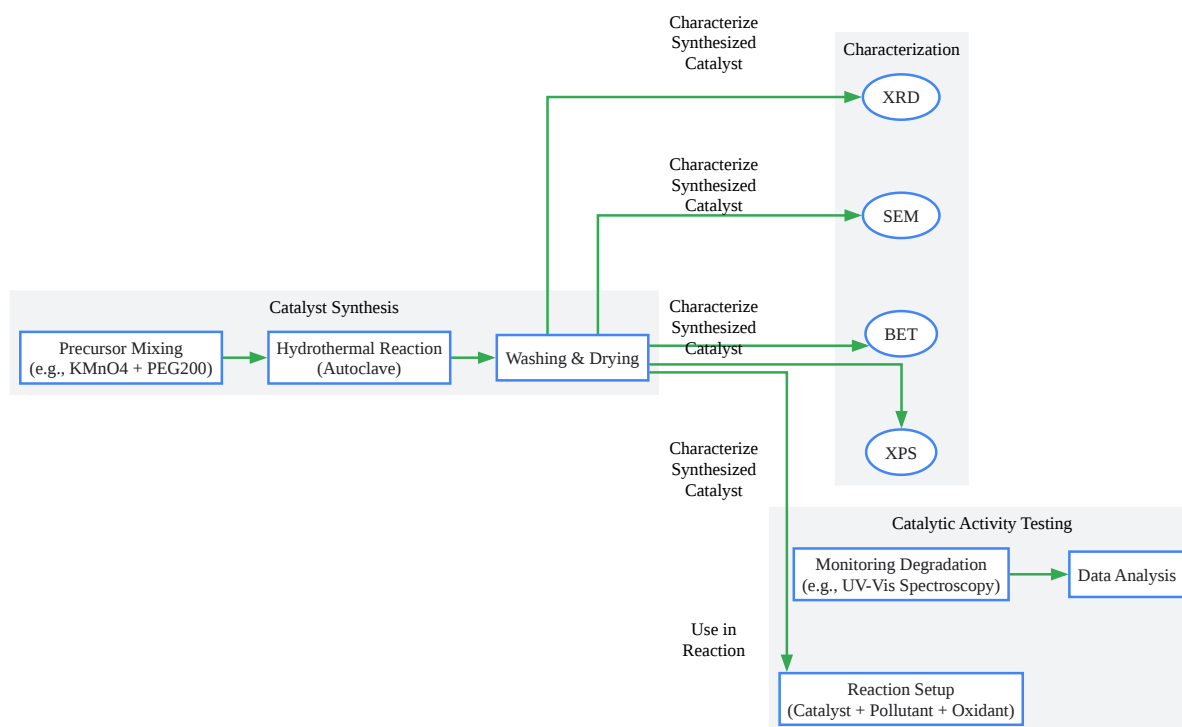 Characterize
Synthesized
Catalyst
Characterization
XRD
Characterize
Synthesized
Catalyst
SEM
Catalyst Synthesis
Precursor Mixing
(e.g., KMnO4 + PEG200)
Hydrothermal Reaction
(Autoclave)
Washing & Drying
Characterize
Synthesized
Catalyst
BET
Characterize
Synthesized
Catalyst
XPS
Catalytic Activity Testing
Monitoring Degradation
(e.g., UV-Vis Spectroscopy)
Data Analysis
Use in
Reaction
Reaction Setup
(Catalyst + Pollutant + Oxidant)